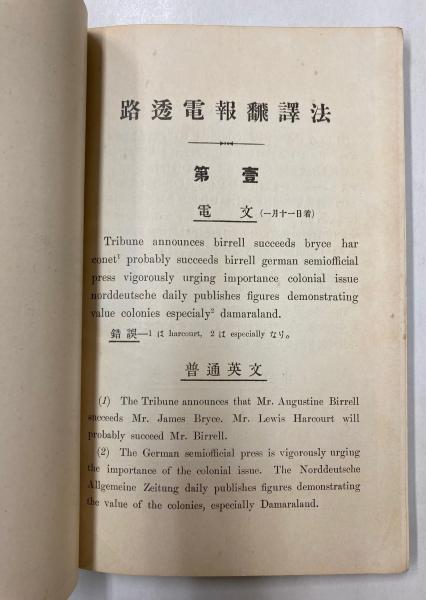 路透電報飜譯法
第壹
電文(一月十一日着)
Tribune announces birrell succeeds bryce har
conet¹ probably succeeds birrell german semiofficial
press vigorously urging importance colonial issue
norddeutsche daily publishes figures demonstrating
value colonies especialy² damaraland.
錯誤—1 は harcourt, 2 は especially なり。
普通英文
(1) The Tribune announces that Mr. Augustine Birrell
succeeds Mr. James Bryce. Mr. Lewis Harcourt will
probably succeed Mr. Birrell.
(2) The German semiofficial press is vigorously urging
the importance of the colonial issue. The Norddeutsche
Allgemeine Zeitung daily publishes figures demonstrating
the value of the colonies, especially Damaraland.